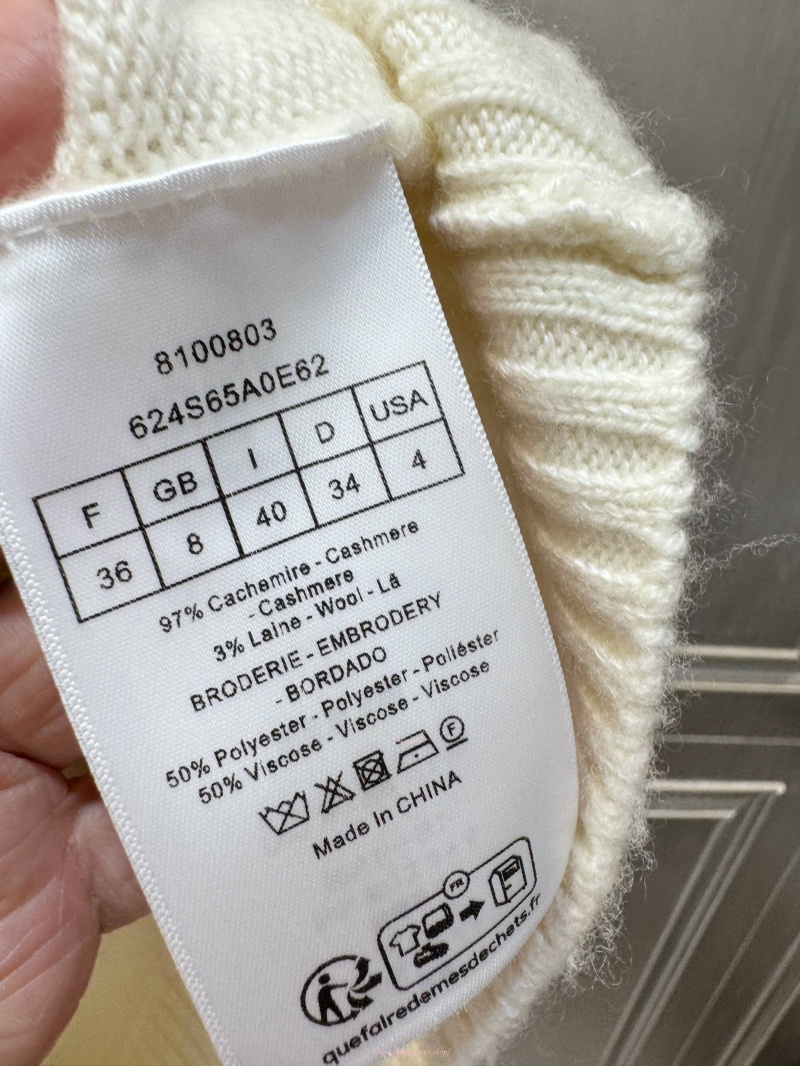 8100803
624S65A0E62
F GB I D USA
36 8 40 34 4
97% Cachemire - Cashmere
- Cashmere
3% Laine - Wool - Lã
BRODERIE - EMBRODERY
- BORDADO
50% Polyester - Polyester - Poliéster
50% Viscose - Viscose - Viscose
F
Made In CHINA
FR
quefairedemesdechets.fr